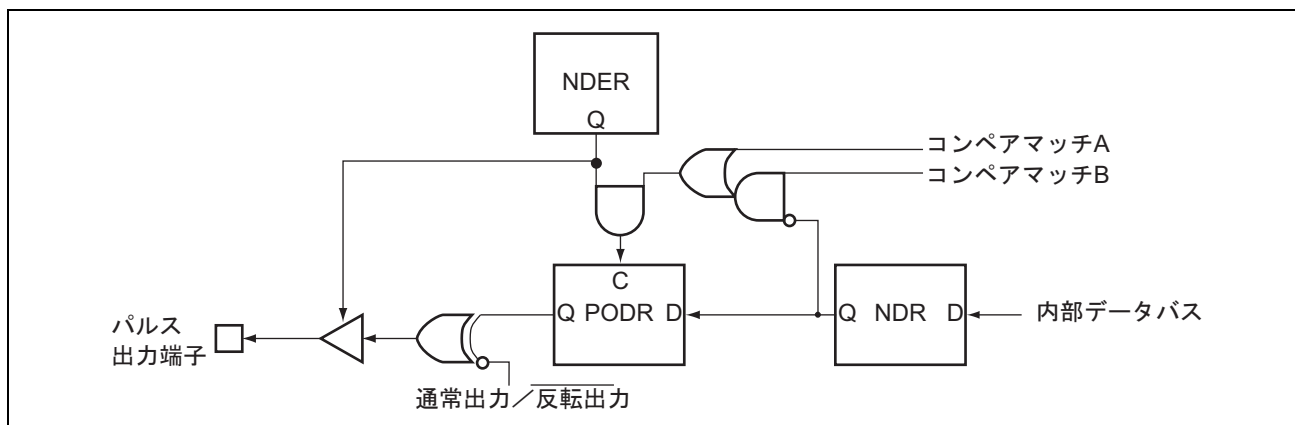 NDER
Q
コンペアマッチA
コンペアマッチB
C
Q PODR D
Q NDR D
内部データバス
パルス
出力端子
通常出力／反転出力